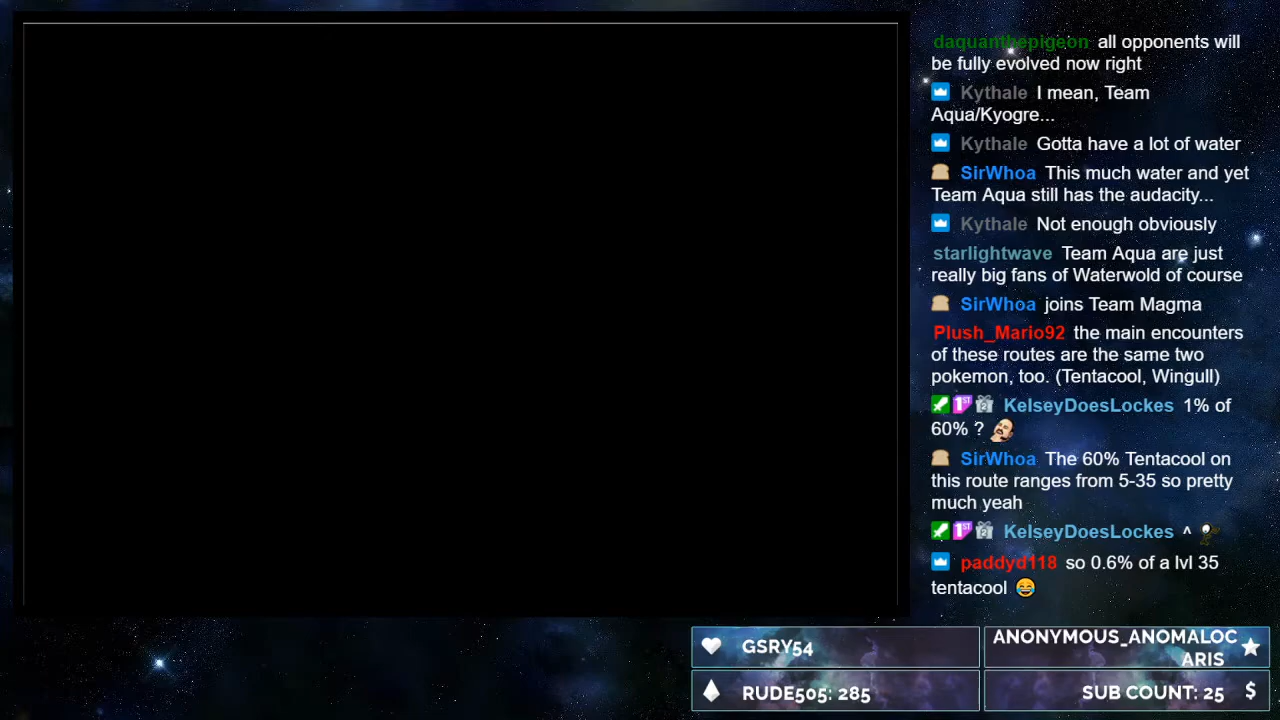 daquanthepigeon all opponents will
be fully evolved now right
Kythale I mean, Team
Aqua/Kyogre...
Kythale Gotta have a lot of water
SirWhoa This much water and yet
Team Aqua still has the audacity...
Kythale Not enough obviously
starlightwave Team Aqua are just
really big fans of Waterwold of course
SirWhoa joins Team Magma
Plush_Mario92 the main encounters
of these routes are the same two
pokemon, too. (Tentacool, Wingull)
KelseyDoesLockes 1% of
60% ?
SirWhoa The 60% Tentacool on
this route ranges from 5-35 so pretty
much yeah
KelseyDoesLockes ^
paddyd118 so 0.6% of a lvl 35
tentacool 😂
GSRY54
ANONYMOUS_ANOMALOC
ARIS
RUDE505: 285
SUB COUNT: 25 $